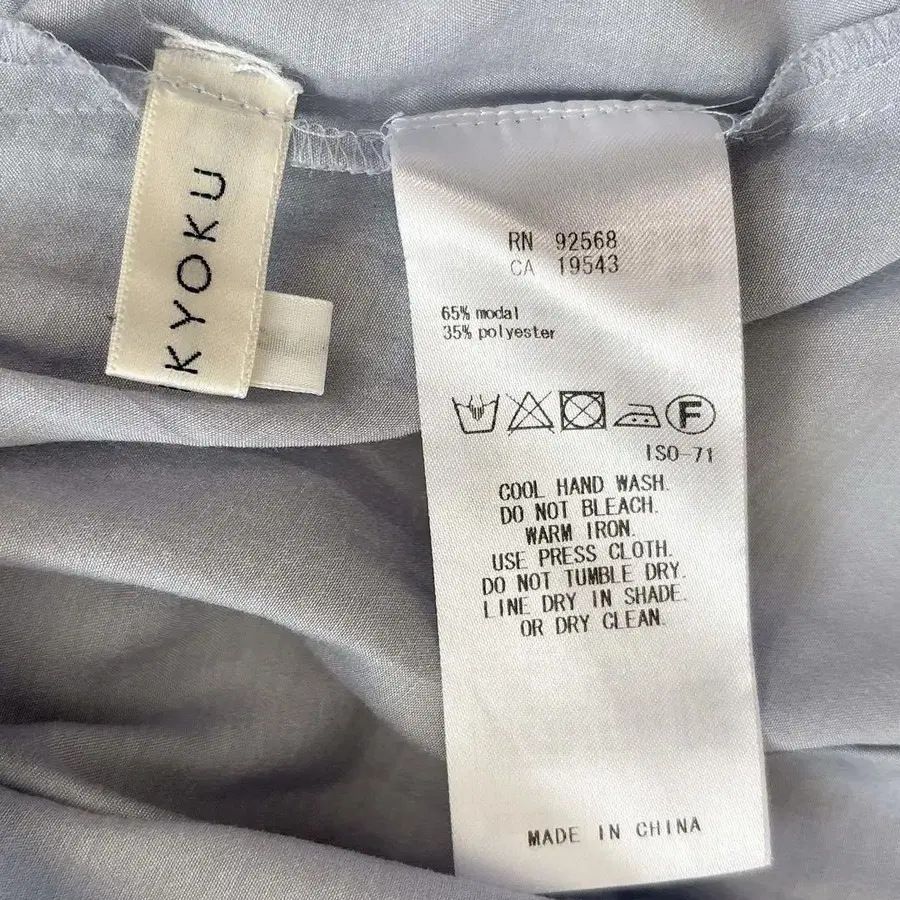 KYOKU
RN 92568
CA 19543
65% modal
35% polyester
F
ISO-71
COOL HAND WASH.
DO NOT BLEACH.
WARM IRON.
USE PRESS CLOTH.
DO NOT TUMBLE DRY.
LINE DRY IN SHADE.
OR DRY CLEAN.
MADE IN CHINA